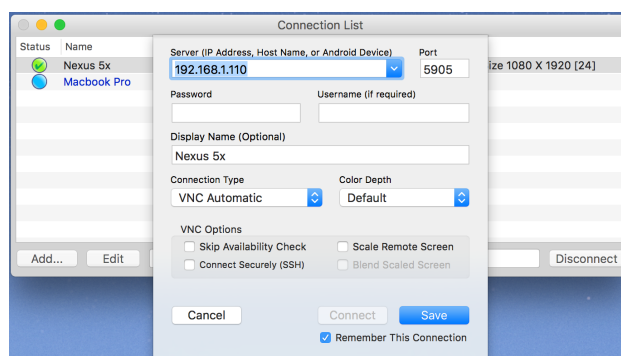 Connection List
Status Name
Nexus 5x
Macbook Pro
ize 1080 X 1920 [24]
Server (IP Address, Host Name, or Android Device) Port
192.168.1.110 5905
Password Username (if required)
Display Name (Optional)
Nexus 5x
Connection Type Color Depth
VNC Automatic Default
VNC Options
Skip Availability Check Scale Remote Screen
Connect Securely (SSH) Blend Scaled Screen
Add... Edit Disconnect
Cancel Connect Save
Remember This Connection